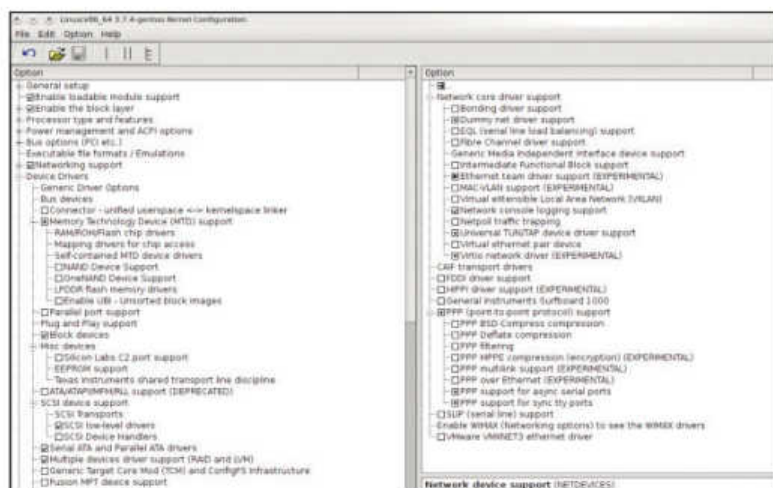 Linux/x86_64 3.7.4-gentoo Kernel Configuration
File Edit Option Help
Option
General setup
Enable loadable module support
Enable the block layer
Processor type and features
Power management and ACPI options
Bus options (PCI etc.)
Executable file formats / Emulations
Networking support
Device Drivers
Generic Driver Options
Bus devices
Connector - unified userspace <-> kernelspace linker
Memory Technology Device (MTD) support
RAM/ROM/Flash chip drivers
Mapping drivers for chip access
Self-contained MTD device drivers
NAND Device Support
OneNAND Device Support
LPDDR flash memory drivers
Enable UBI - Unsorted block images
Parallel port support
Plug and Play support
Block devices
Misc devices
Silicon Labs C2 port support
EEPROM support
Texas Instruments shared transport line discipline
ATA/ATAPI/MFM/RLL support (DEPRECATED)
SCSI device support
SCSI Transports
SCSI low-level drivers
SCSI Device Handlers
Serial ATA and Parallel ATA drivers
Multiple devices driver support (RAID and LVM)
Generic Target Core Mod (TCM) and ConfigFS Infrastructure
Fusion MPT device support
Option
..
Network core driver support
Bonding driver support
Dummy net driver support
EQL (serial line load balancing) support
Fibre Channel driver support
Generic Media Independent Interface device support
Intermediate Functional Block support
Ethernet team driver support (EXPERIMENTAL)
MAC-VLAN support (EXPERIMENTAL)
Virtual eXtensible Local Area Network (VXLAN)
Network console logging support
Netpoll traffic trapping
Universal TUN/TAP device driver support
Virtual ethernet pair device
Virtio network driver (EXPERIMENTAL)
CAIF transport drivers
FDDI driver support
HIPPI driver support (EXPERIMENTAL)
General Instruments Surfboard 1000
PPP (point-to-point protocol) support
PPP BSD-Compress compression
PPP Deflate compression
PPP filtering
PPP MPPE compression (encryption) (EXPERIMENTAL)
PPP multilink support (EXPERIMENTAL)
PPP over Ethernet (EXPERIMENTAL)
PPP support for async serial ports
PPP support for sync tty ports
SLIP (serial line) support
Enable WiMAX (Networking options) to see the WiMAX drivers
VMware VMXNET3 ethernet driver
Network device support (NETDEVICES)